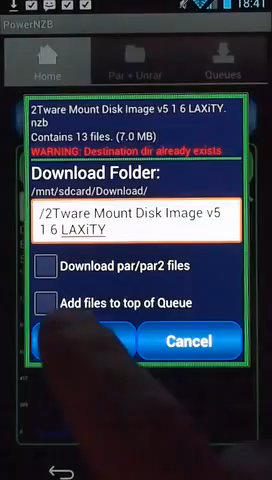 18:41
PowerNZB
Home
Par + Unrar
Queues
2Tware Mount Disk Image v5 1 6 LAXiTY.
nzb
Contains 13 files. (7.0 MB)
WARNING: Destination dir already exists
Download Folder:
/mnt/sdcard/Download/
/2Tware Mount Disk Image v5
1 6 LAXiTY
Download par/par2 files
Add files to top of Queue
Cancel